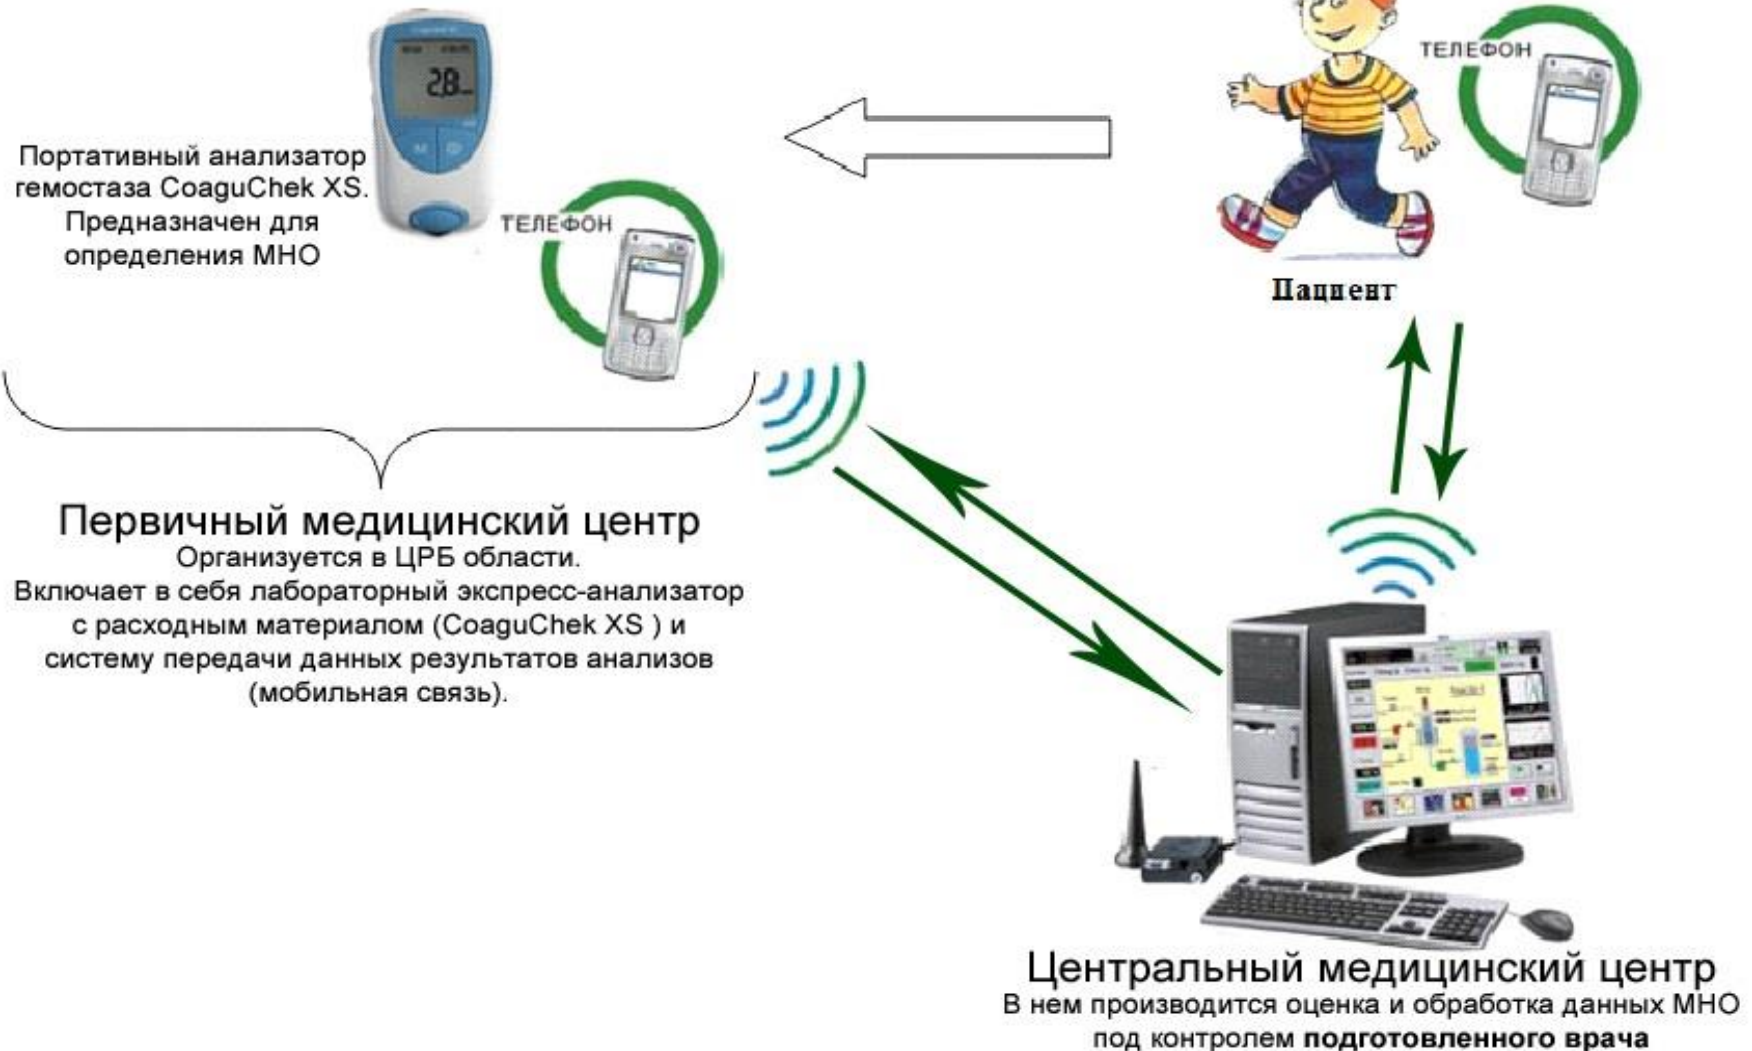 ТЕЛЕФОН
2,8
Портативный анализатор
гемостаза CoaguChek XS.
Предназначен для
определения МНО
ТЕЛЕФОН
Пациент
Первичный медицинский центр
Организуется в ЦРБ области.
Включает в себя лабораторный экспресс-анализатор
с расходным материалом (CoaguChek XS ) и
систему передачи данных результатов анализов
(мобильная связь).
Центральный медицинский центр
В нем производится оценка и обработка данных МНО
под контролем подготовленного врача